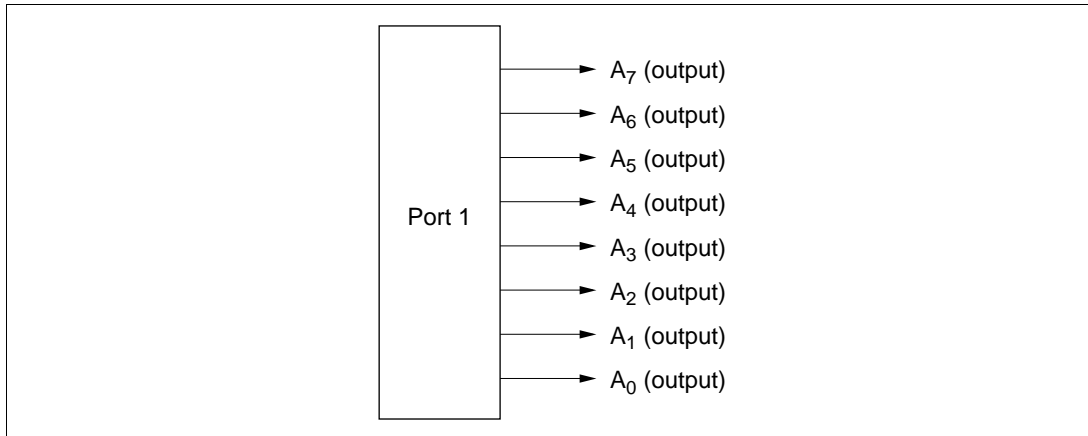 A7 (output)
A6 (output)
A5 (output)
A4 (output)
Port 1
A3 (output)
A2 (output)
A1 (output)
A0 (output)